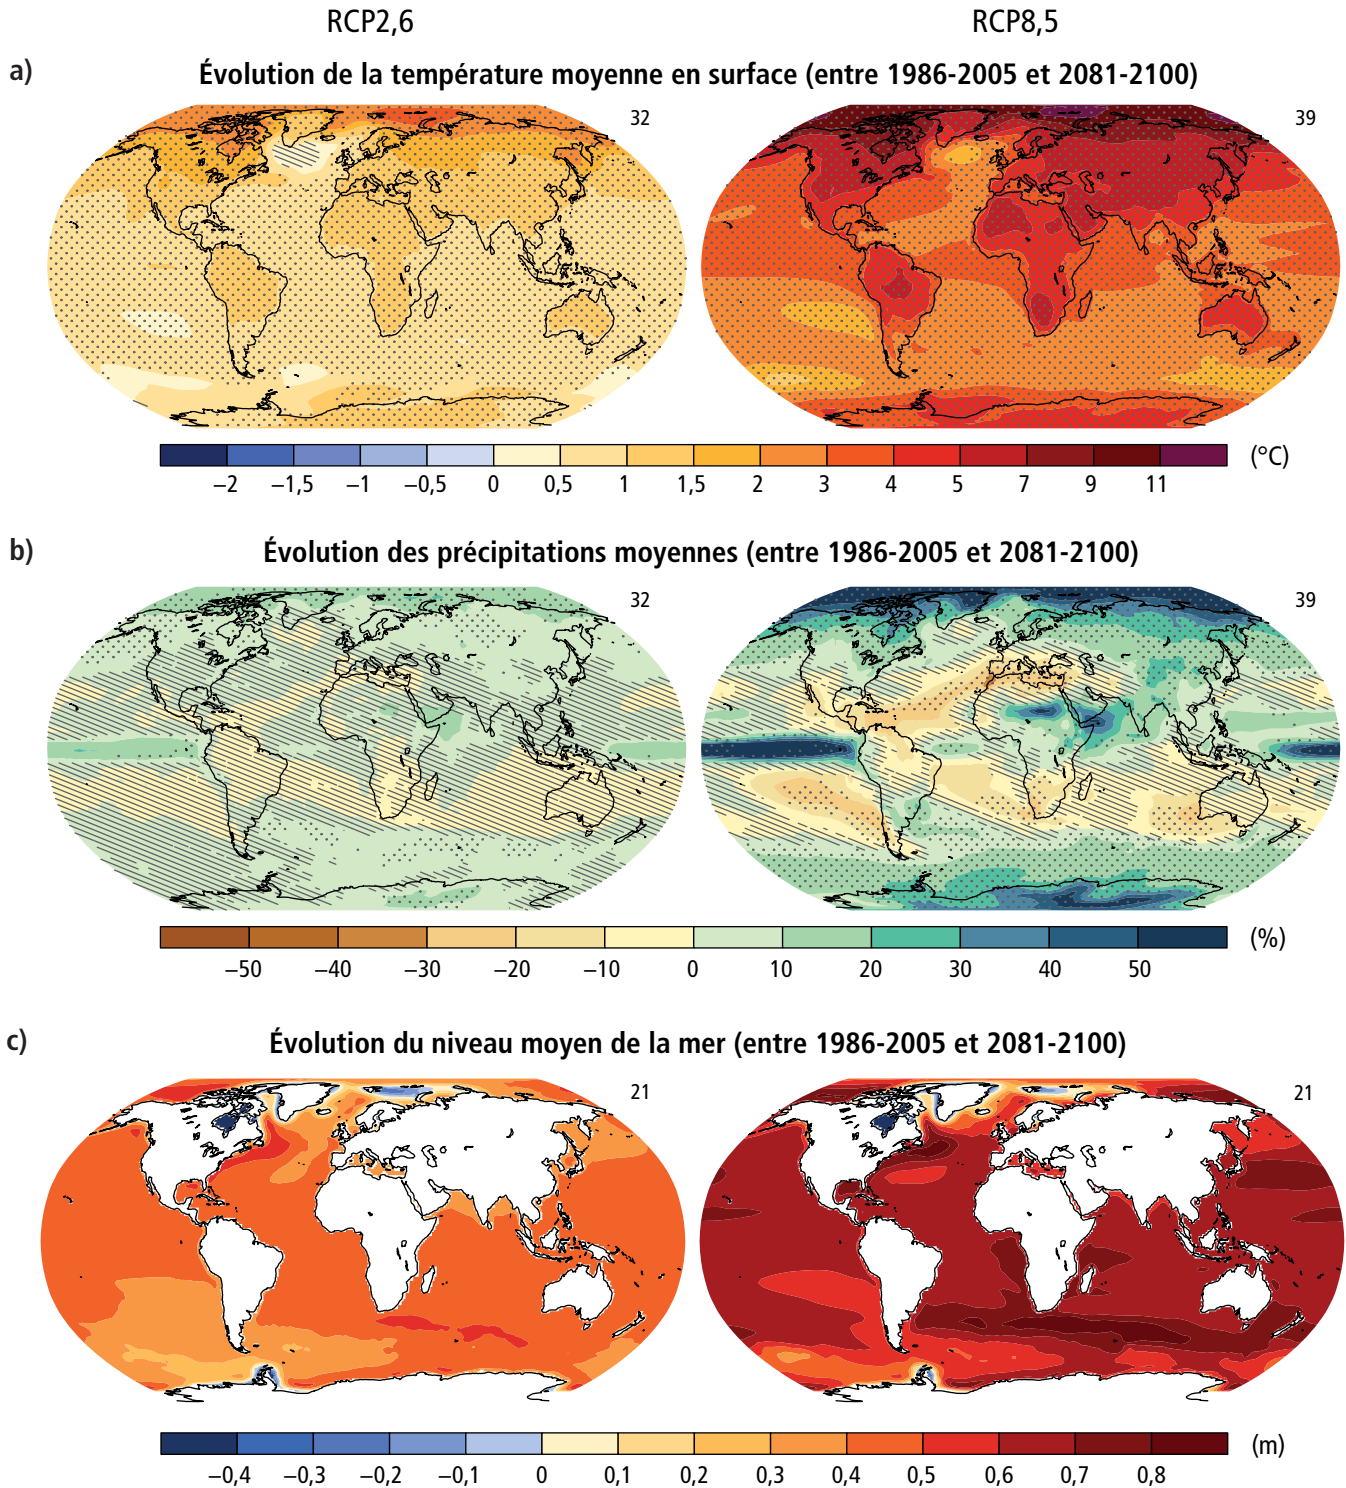 RCP2,6 RCP8,5
a) Évolution de la température moyenne en surface (entre 1986-2005 et 2081-2100)
32 39
−2 −1,5 −1 −0,5 0 0,5 1 1,5 2 3 4 5 7 9 11 (°C)
b) Évolution des précipitations moyennes (entre 1986-2005 et 2081-2100)
32 39
−50 −40 −30 −20 −10 0 10 20 30 40 50 (%)
c) Évolution du niveau moyen de la mer (entre 1986-2005 et 2081-2100)
21 21
−0,4 −0,3 −0,2 −0,1 0 0,1 0,2 0,3 0,4 0,5 0,6 0,7 0,8 (m)